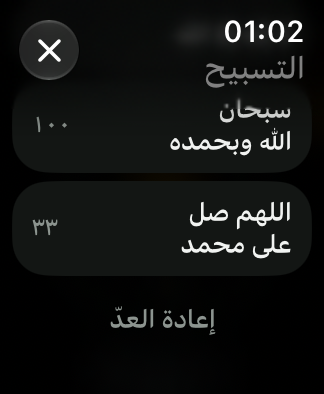 01:02
التسبيح
سبحان
الله وبحمده
١٠٠
اللهم صل
على محمد
٣٣
إعادة العدّ